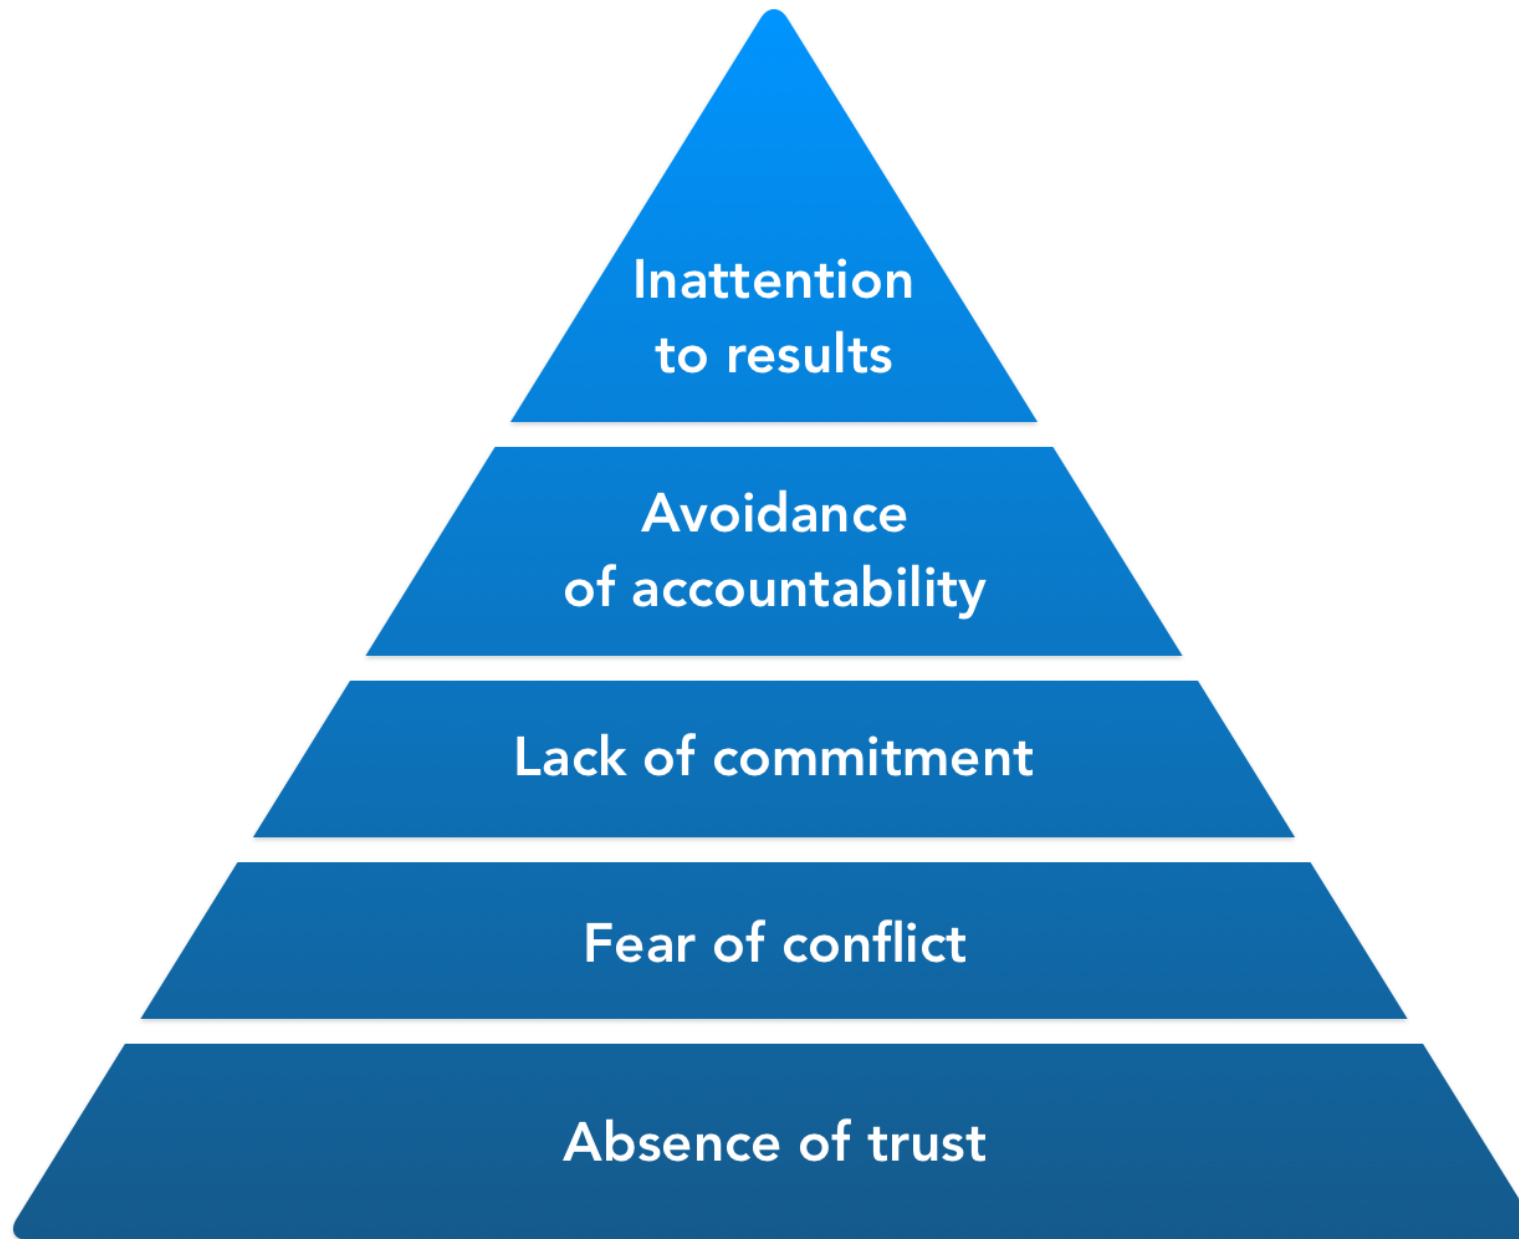 Inattention
to results
Avoidance
of accountability
Lack of commitment
Fear of conflict
Absence of trust